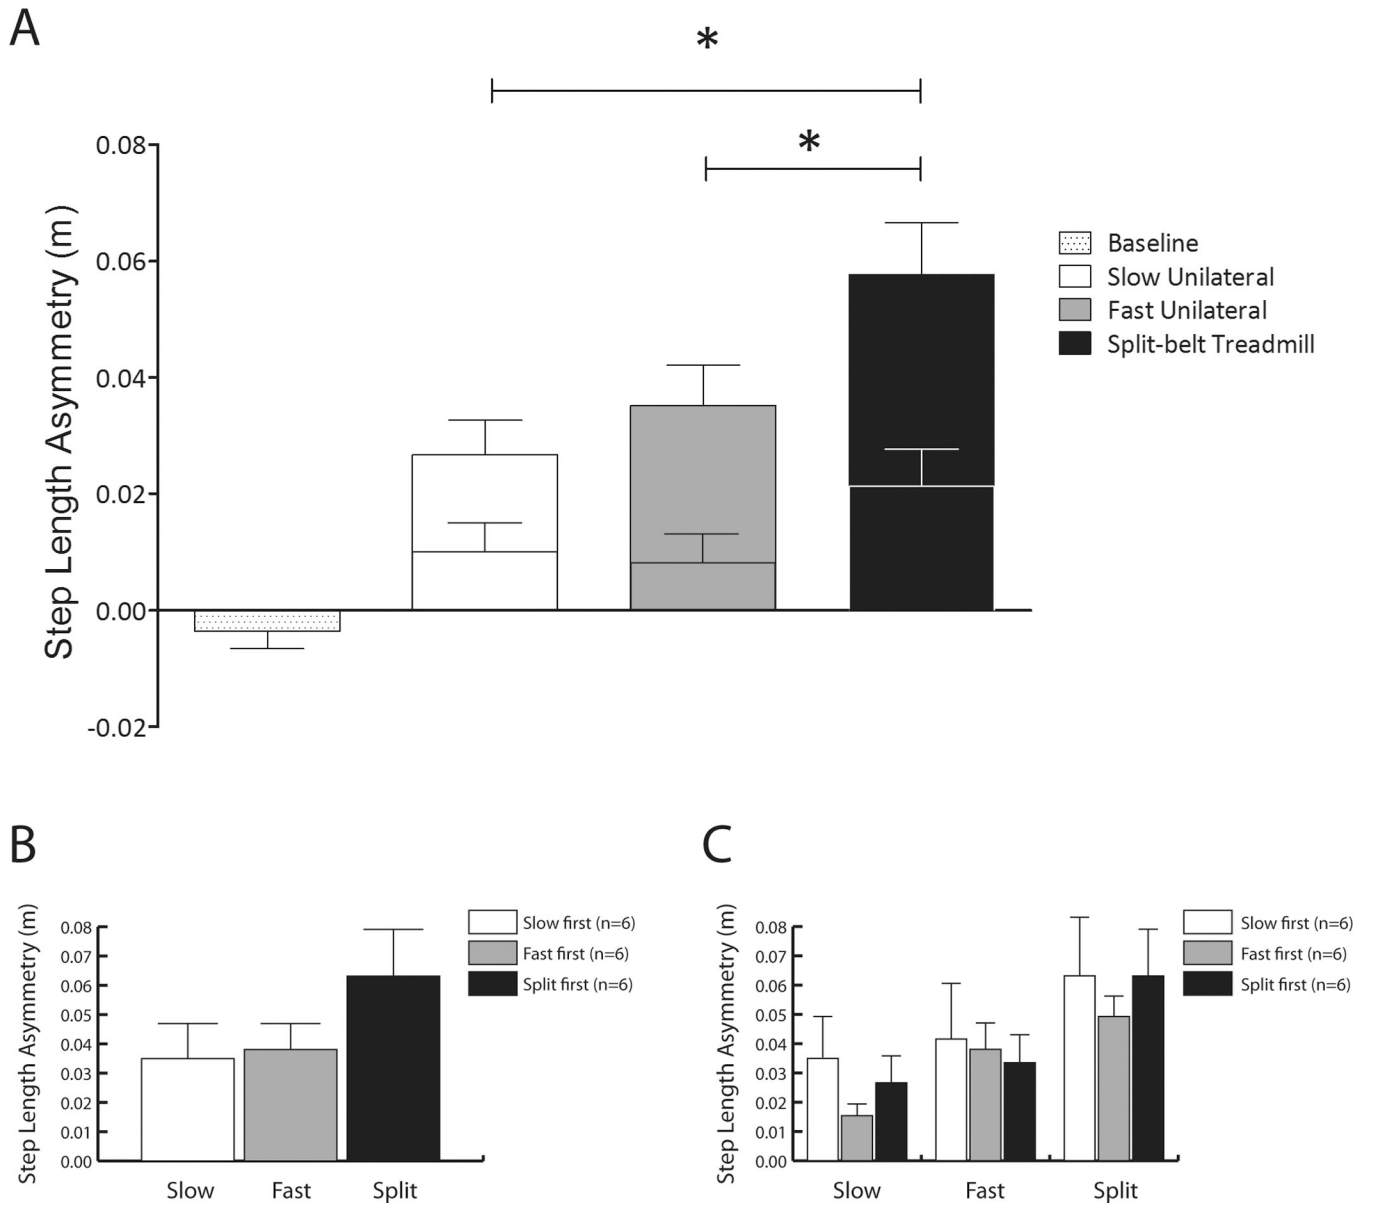 A
*
*
0.08
0.06
0.04
0.02
0.00
-0.02
Step Length Asymmetry (m)
Baseline
Slow Unilateral
Fast Unilateral
Split-belt Treadmill
B
Step Length Asymmetry (m)
0.08
0.07
0.06
0.05
0.04
0.03
0.02
0.01
0.00
Slow Fast Split
Slow first (n=6)
Fast first (n=6)
Split first (n=6)
C
Step Length Asymmetry (m)
0.08
0.07
0.06
0.05
0.04
0.03
0.02
0.01
0.00
Slow Fast Split
Slow first (n=6)
Fast first (n=6)
Split first (n=6)